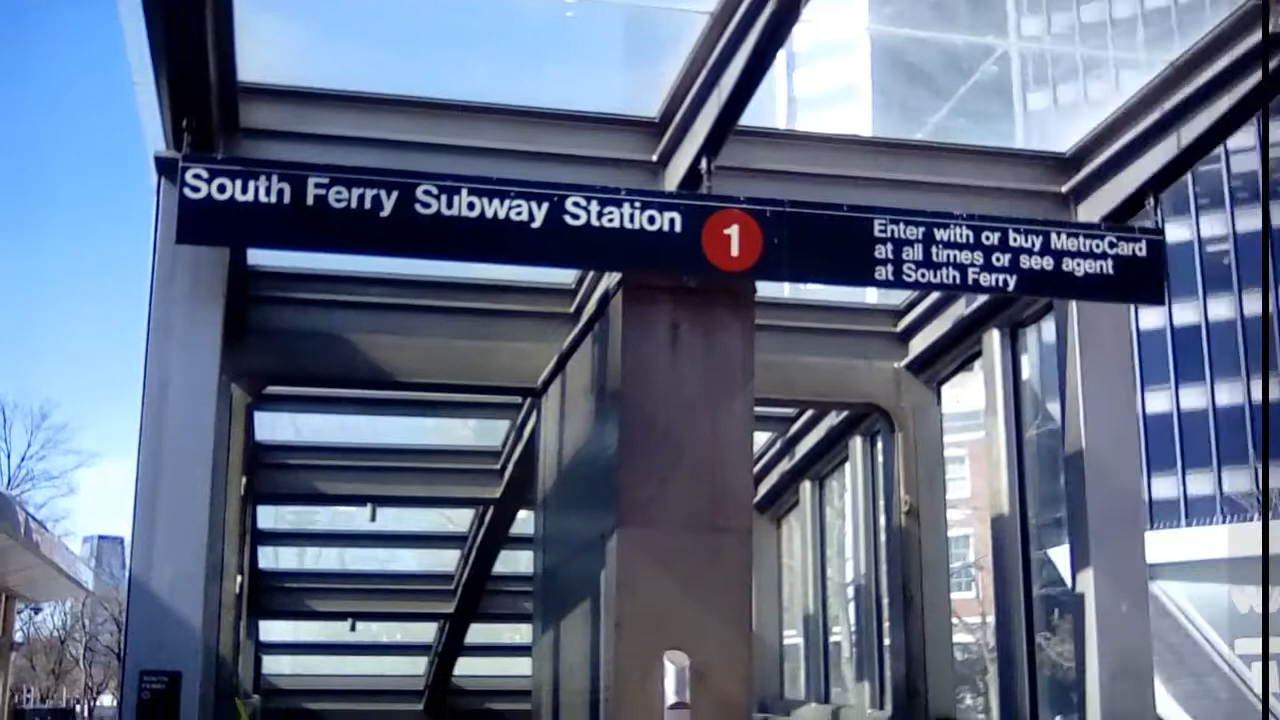 South Ferry Subway Station
1
Enter with or buy MetroCard
at all times or see agent
at South Ferry